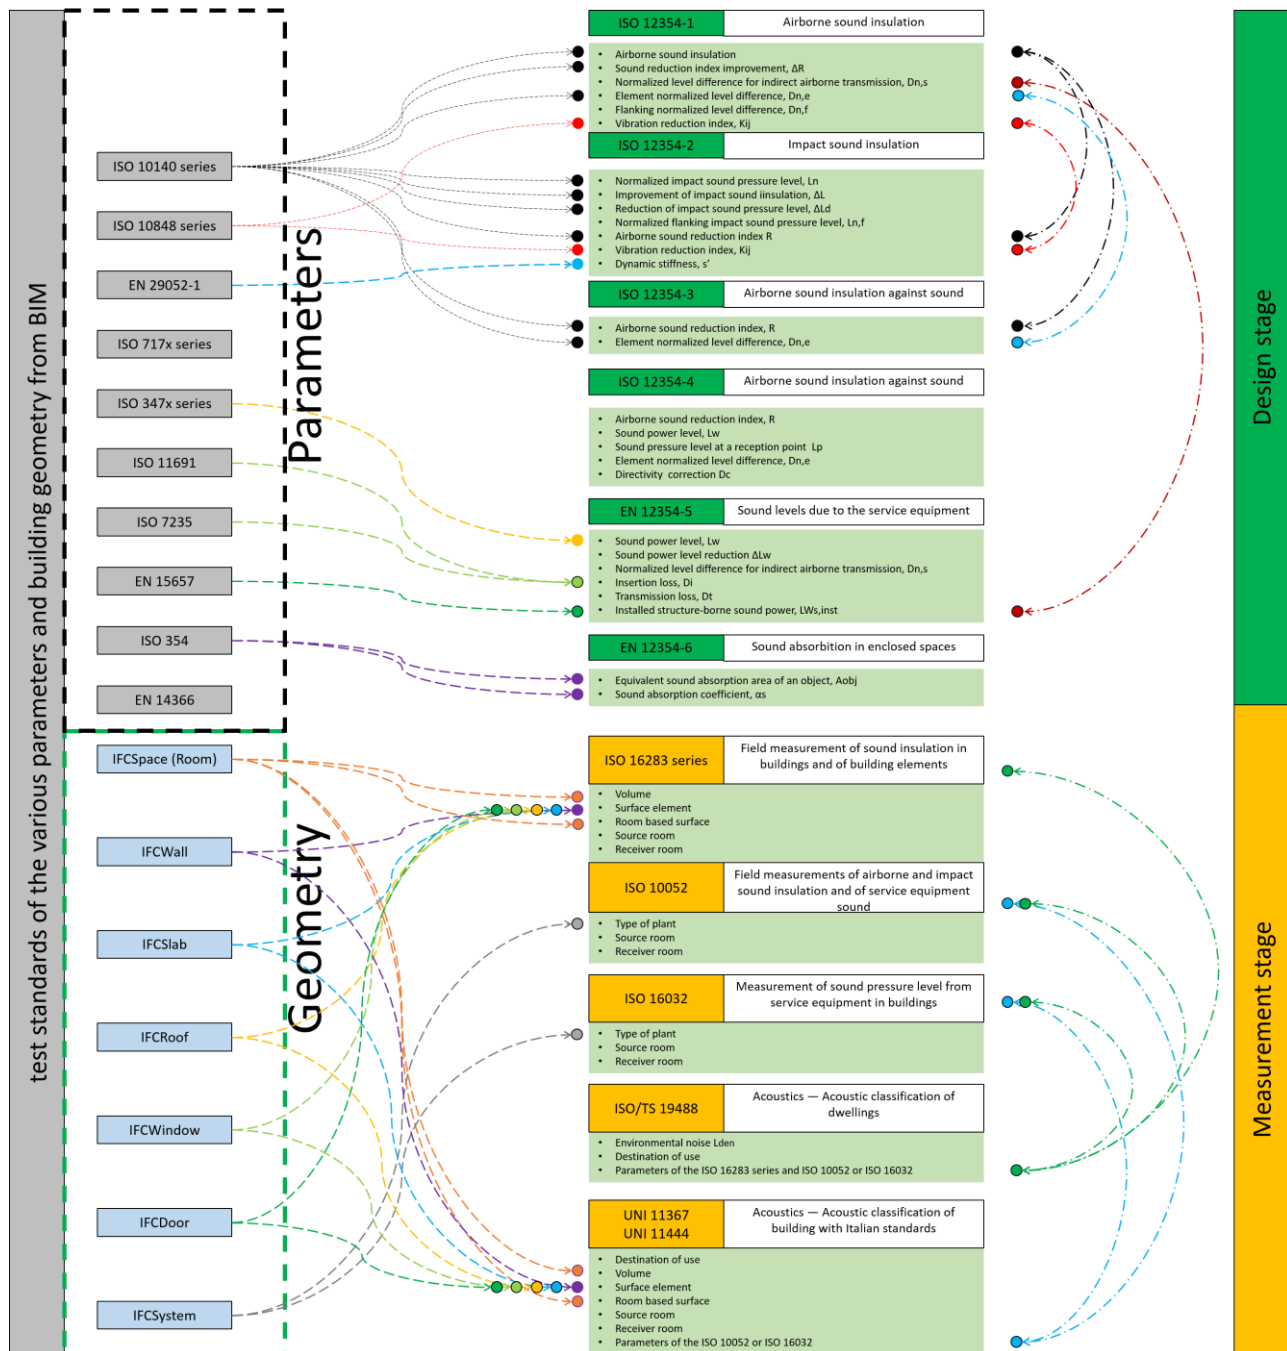 test standards of the various parameters and building geometry from BIM
Parameters
ISO 10140 series
ISO 10848 series
EN 29052-1
ISO 717x series
ISO 347x series
ISO 11691
ISO 7235
EN 15657
ISO 354
EN 14366
Geometry
IFCSpace (Room)
IFCWall
IFCSlab
IFCRoof
IFCWindow
IFCDoor
IFCSystem
ISO 12354-1
Airborne sound insulation
• Airborne sound insulation
• Sound reduction index improvement, ΔR
• Normalized level difference for indirect airborne transmission, Dn,s
• Element normalized level difference, Dn,e
• Flanking normalized level difference, Dn,f
• Vibration reduction index, Kij
ISO 12354-2
Impact sound insulation
• Normalized impact sound pressure level, Ln
• Improvement of impact sound iinsulation, ΔL
• Reduction of impact sound pressure level, ΔLd
• Normalized flanking impact sound pressure level, Ln,f
• Airborne sound reduction index R
• Vibration reduction index, Kij
• Dynamic stiffness, s'
ISO 12354-3
Airborne sound insulation against sound
• Airborne sound reduction index, R
• Element normalized level difference, Dn,e
ISO 12354-4
Airborne sound insulation against sound
• Airborne sound reduction index, R
• Sound power level, Lw
• Sound pressure level at a reception point Lp
• Element normalized level difference, Dn,e
• Directivity correction Dc
EN 12354-5
Sound levels due to the service equipment
• Sound power level, Lw
• Sound power level reduction ΔLw
• Normalized level difference for indirect airborne transmission, Dn,s
• Insertion loss, Di
• Transmission loss, Dt
• Installed structure-borne sound power, LWs,inst
EN 12354-6
Sound absorbition in enclosed spaces
• Equivalent sound absorption area of an object, Aobj
• Sound absorption coefficient, αs
ISO 16283 series
Field measurement of sound insulation in
buildings and of building elements
• Volume
• Surface element
• Room based surface
• Source room
• Receiver room
ISO 10052
Field measurements of airborne and impact
sound insulation and of service equipment
sound
• Type of plant
• Source room
• Receiver room
ISO 16032
Measurement of sound pressure level from
service equipment in buildings
• Type of plant
• Source room
• Receiver room
ISO/TS 19488
Acoustics — Acoustic classification of
dwellings
• Environmental noise Lden
• Destination of use
• Parameters of the ISO 16283 series and ISO 10052 or ISO 16032
UNI 11367
UNI 11444
Acoustics — Acoustic classification of
building with Italian standards
• Destination of use
• Volume
• Surface element
• Room based surface
• Source room
• Receiver room
• Parameters of the ISO 10052 or ISO 16032
Design stage
Measurement stage